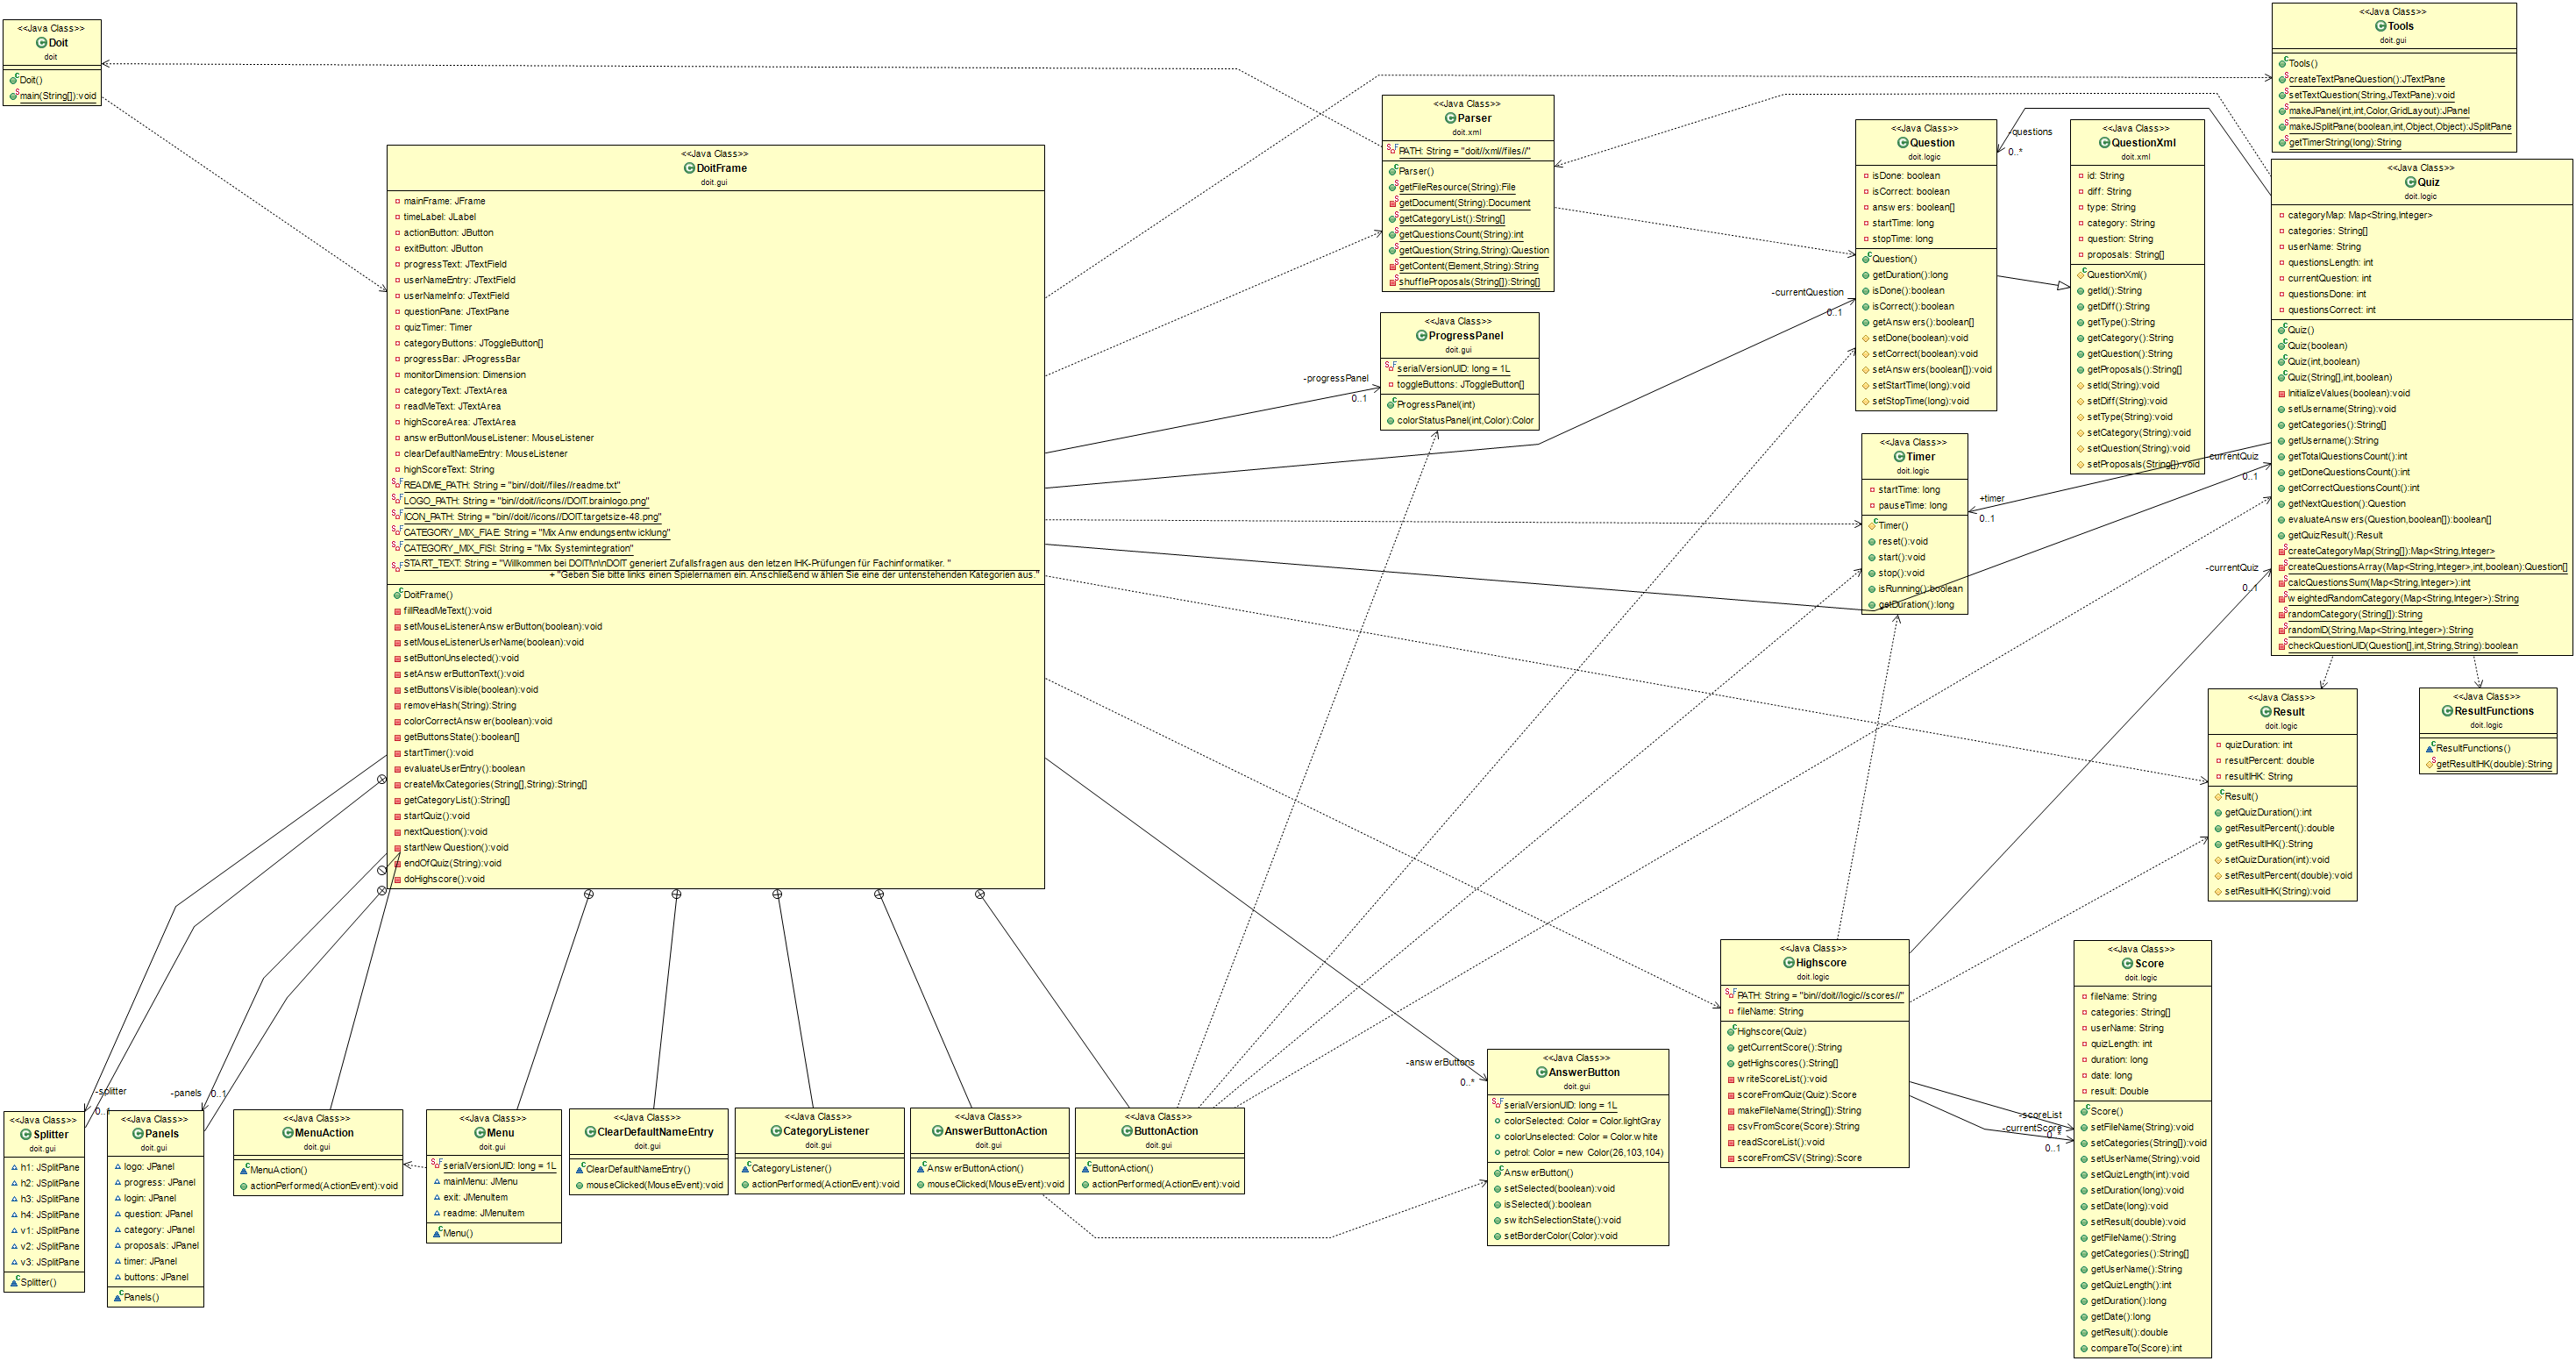 <<Java Class>>
Doit
doit
Doit()
main(String[]):void
<<Java Class>>
DoitFrame
doit.gui
mainFrame: JFrame
timeLabel: JLabel
actionButton: JButton
exitButton: JButton
progressText: JTextField
userNameEntry: JTextField
userNameInfo: JTextField
questionPane: JTextPane
quizTimer: Timer
categoryButtons: JToggleButton[]
progressBar: JProgressBar
monitorDimension: Dimension
categoryText: JTextArea
readMeText: JTextArea
highScoreArea: JTextArea
answerButtonMouseListener: MouseListener
clearDefaultNameEntry: MouseListener
highScoreText: String
README_PATH: String = "bin//doit//files//readme.txt"
LOGO_PATH: String = "bin//doit//icons//DOIT.brainlogo.png"
ICON_PATH: String = "bin//doit//icons//DOIT.targetsize-48.png"
CATEGORY_MIX_FIAE: String = "Mix Anwendungsentwicklung"
CATEGORY_MIX_FISI: String = "Mix Systemintegration"
START_TEXT: String = "Willkommen bei DOIT!\n\nDOIT generiert Zufallsfragen aus den letzen IHK-Prüfungen für Fachinformatiker. "
+ "Geben Sie bitte links einen Spielernamen ein. Anschließend wählen Sie eine der untenstehenden Kategorien aus."
DoitFrame()
fillReadMeText():void
setMouseListenerAnswerButton(boolean):void
setMouseListenerUserName(boolean):void
setButtonUnselected():void
setAnswerButtonText():void
setButtonsVisible(boolean):void
removeHash(String):String
colorCorrectAnswer(boolean):void
getButtonsState():boolean[]
startTimer():void
evaluateUserEntry():boolean
createMixCategories(String[],String):String[]
getCategoryList():String[]
startQuiz():void
nextQuestion():void
startNewQuestion():void
endOfQuiz(String):void
doHighscore():void
<<Java Class>>
Parser
doit.xml
PATH: String = "doit//xml//files//"
Parser()
getFileResource(String):File
getDocument(String):Document
getCategoryList():String[]
getQuestionsCount(String):int
getQuestion(String,String):Question
getContent(Element,String):String
shuffleProposals(String[]):String[]
<<Java Class>>
ProgressPanel
doit.gui
serialVersionUID: long = 1L
toggleButtons: JToggleButton[]
ProgressPanel(int)
colorStatusPanel(int,Color):Color
-progressPanel
0..1
-currentQuestion
0..1
<<Java Class>>
Question
doit.logic
isDone: boolean
isCorrect: boolean
answers: boolean[]
startTime: long
stopTime: long
Question()
getDuration():long
isDone():boolean
isCorrect():boolean
getAnswers():boolean[]
setDone(boolean):void
setCorrect(boolean):void
setAnswers(boolean[]):void
setStartTime(long):void
setStopTime(long):void
-questions
0..*
<<Java Class>>
QuestionXml
doit.xml
id: String
diff: String
type: String
category: String
question: String
proposals: String[]
QuestionXml()
getId():String
getDiff():String
getType():String
getCategory():String
getQuestion():String
getProposals():String[]
setId(String):void
setDiff(String):void
setType(String):void
setCategory(String):void
setQuestion(String):void
setProposals(String[]):void
<<Java Class>>
Tools
doit.gui
Tools()
createTextPaneQuestion():JTextPane
setTextQuestion(String,JTextPane):void
makeJPanel(int,int,Color,GridLayout):JPanel
makeJSplitPane(boolean,int,Object,Object):JSplitPane
getTimerString(long):String
<<Java Class>>
Quiz
doit.logic
categoryMap: Map<String,Integer>
categories: String[]
userName: String
questionsLength: int
currentQuestion: int
questionsDone: int
questionsCorrect: int
Quiz()
Quiz(boolean)
Quiz(int,boolean)
Quiz(String[],int,boolean)
InitializeValues(boolean):void
setUsername(String):void
getCategories():String[]
getUsername():String
getTotalQuestionsCount():int
getDoneQuestionsCount():int
getCorrectQuestionsCount():int
getNextQuestion():Question
evaluateAnswers(Question,boolean[]):boolean[]
getQuizResult():Result
createCategoryMap(String[]):Map<String,Integer>
createQuestionsArray(Map<String,Integer>,int,boolean):Question[]
calcQuestionsSum(Map<String,Integer>):int
weightedRandomCategory(Map<String,Integer>):String
randomCategory(String[]):String
randomID(String,Map<String,Integer>):String
checkQuestionUID(Question[],int,String,String):boolean
<<Java Class>>
Timer
doit.logic
startTime: long
pauseTime: long
Timer()
reset():void
start():void
stop():void
isRunning():boolean
getDuration():long
+timer
0..1
-currentQuiz
0..1
-currentQuiz
0..1
<<Java Class>>
Result
doit.logic
quizDuration: int
resultPercent: double
resultIHK: String
Result()
getQuizDuration():int
getResultPercent():double
getResultIHK():String
setQuizDuration(int):void
setResultPercent(double):void
setResultIHK(String):void
<<Java Class>>
ResultFunctions
doit.logic
ResultFunctions()
getResultIHK(double):String
<<Java Class>>
Highscore
doit.logic
PATH: String = "bin//doit//logic//scores//"
fileName: String
Highscore(Quiz)
getCurrentScore():String
getHighscores():String[]
writeScoreList():void
scoreFromQuiz(Quiz):Score
makeFileName(String[]):String
csvFromScore(Score):String
readScoreList():void
scoreFromCSV(String):Score
-scoreList
0..*
-currentScore
0..1
<<Java Class>>
Score
doit.logic
fileName: String
categories: String[]
userName: String
quizLength: int
duration: long
date: long
result: Double
Score()
setFileName(String):void
setCategories(String[]):void
setUserName(String):void
setQuizLength(int):void
setDuration(long):void
setDate(long):void
setResult(double):void
getFileName():String
getCategories():String[]
getUserName():String
getQuizLength():int
getDuration():long
getDate():long
getResult():double
compareTo(Score):int
-answerButtons
0..*
<<Java Class>>
AnswerButton
doit.gui
serialVersionUID: long = 1L
colorSelected: Color = Color.lightGray
colorUnselected: Color = Color.white
petrol: Color = new Color(26,103,104)
AnswerButton()
setSelected(boolean):void
isSelected():boolean
switchSelectionState():void
setBorderColor(Color):void
-splitter
0..1
<<Java Class>>
Splitter
doit.gui
h1: JSplitPane
h2: JSplitPane
h3: JSplitPane
h4: JSplitPane
v1: JSplitPane
v2: JSplitPane
v3: JSplitPane
Splitter()
-panels
0..1
<<Java Class>>
Panels
doit.gui
logo: JPanel
progress: JPanel
login: JPanel
question: JPanel
category: JPanel
proposals: JPanel
timer: JPanel
buttons: JPanel
Panels()
<<Java Class>>
MenuAction
doit.gui
MenuAction()
actionPerformed(ActionEvent):void
<<Java Class>>
Menu
doit.gui
serialVersionUID: long = 1L
mainMenu: JMenu
exit: JMenuItem
readme: JMenuItem
Menu()
<<Java Class>>
ClearDefaultNameEntry
doit.gui
ClearDefaultNameEntry()
mouseClicked(MouseEvent):void
<<Java Class>>
CategoryListener
doit.gui
CategoryListener()
actionPerformed(ActionEvent):void
<<Java Class>>
AnswerButtonAction
doit.gui
AnswerButtonAction()
mouseClicked(MouseEvent):void
<<Java Class>>
ButtonAction
doit.gui
ButtonAction()
actionPerformed(ActionEvent):void